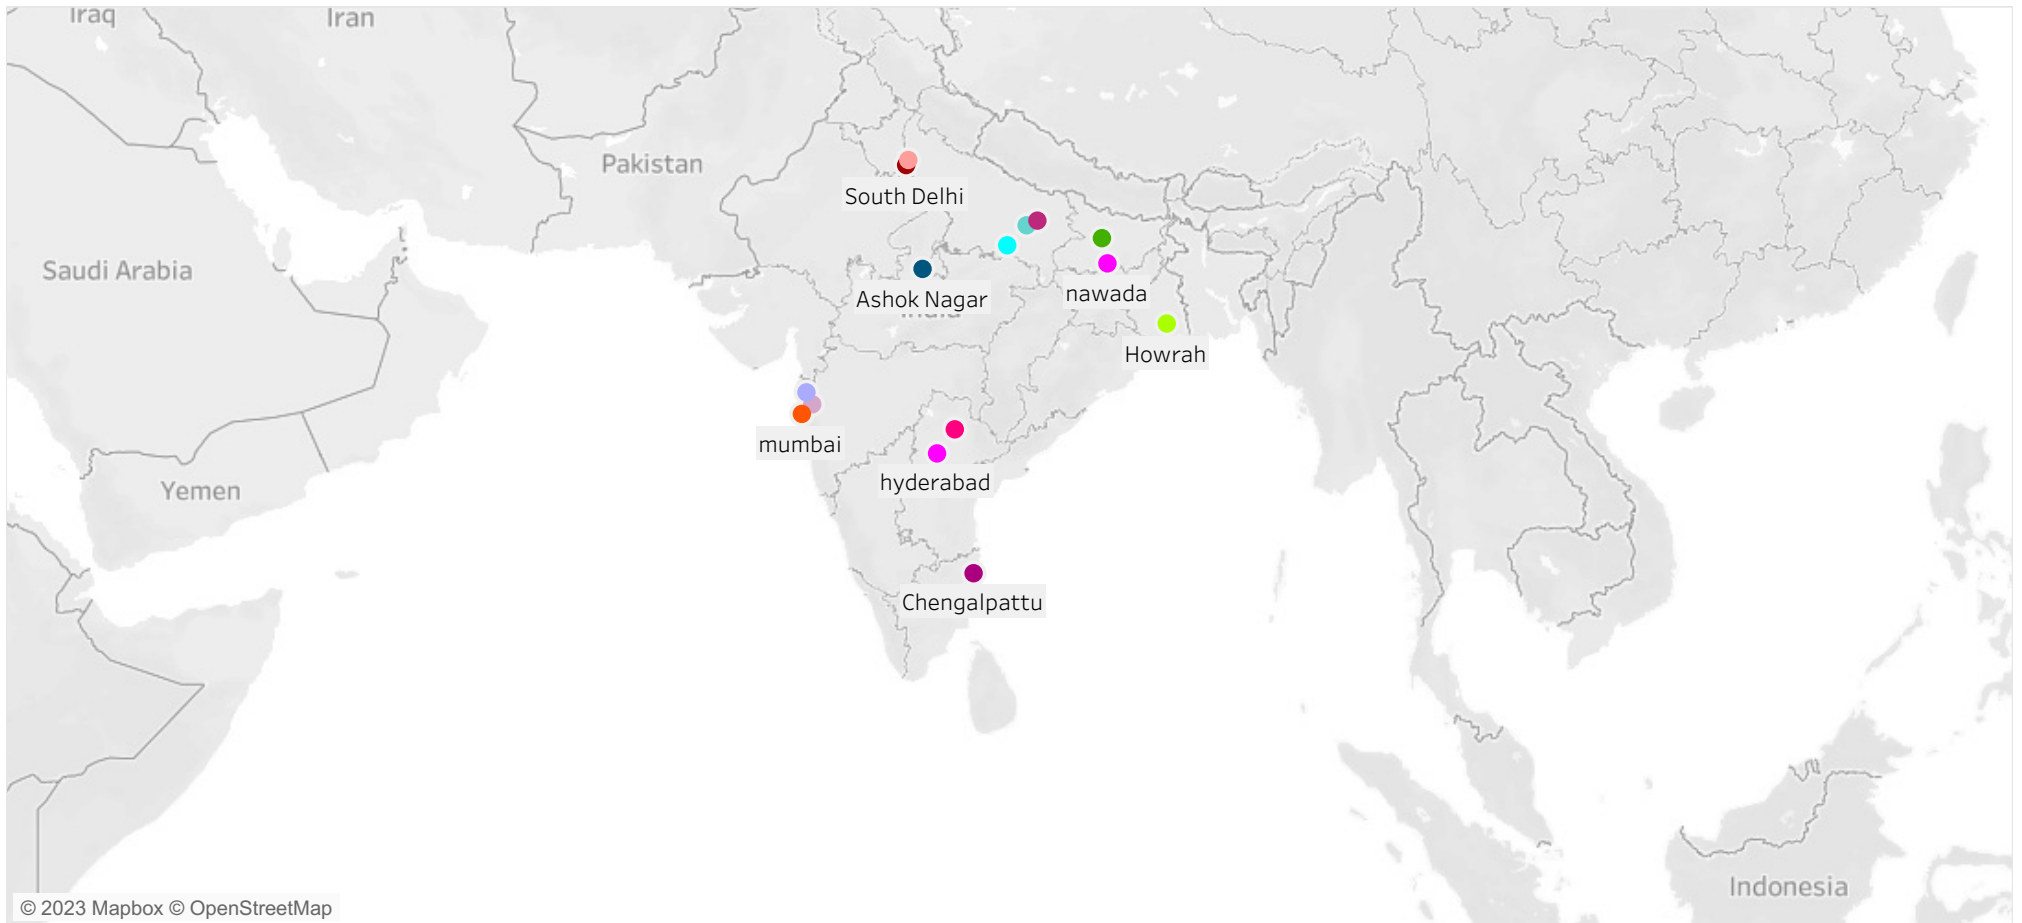 Iraq
Iran
Pakistan
South Delhi
Saudi Arabia
Ashok Nagar
India
nawada
Howrah
mumbai
hyderabad
Yemen
Chengalpattu
Indonesia
© 2023 Mapbox © OpenStreetMap